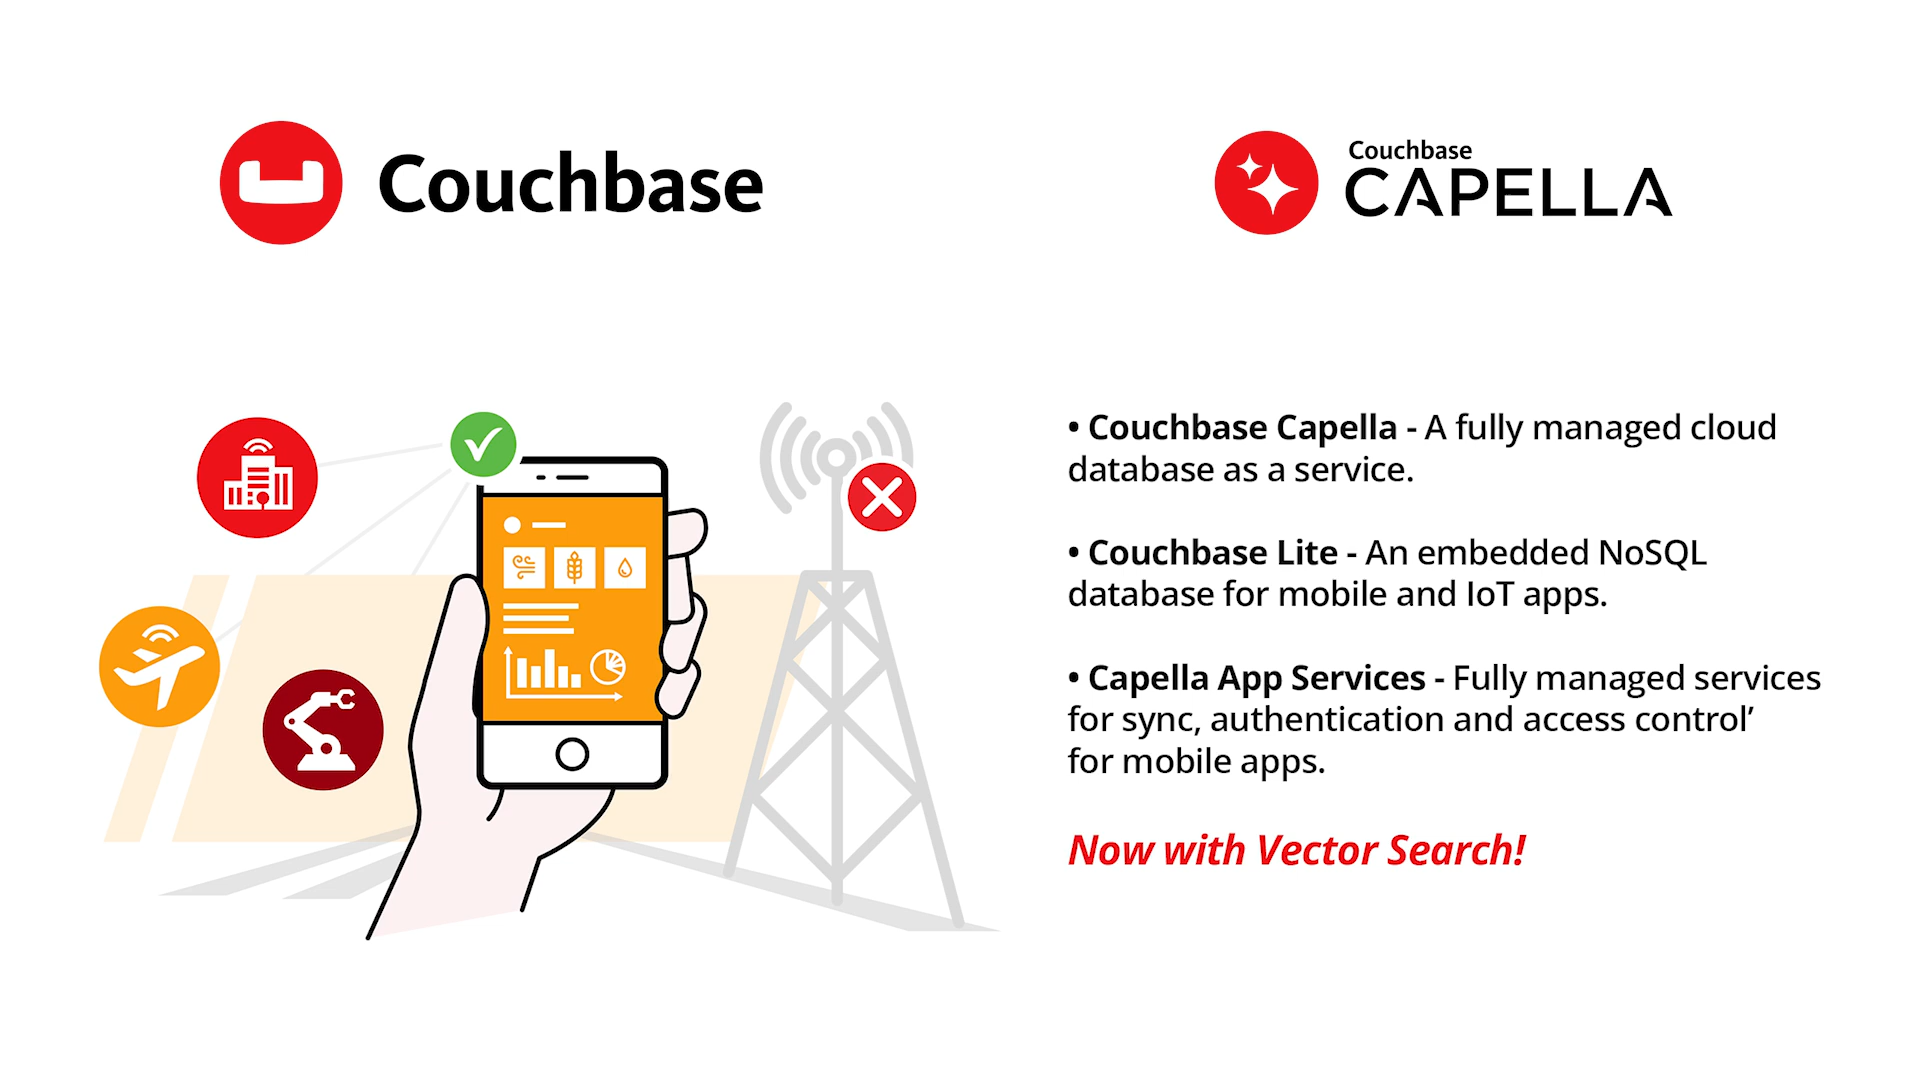 Couchbase
Couchbase
CAPELLA
• Couchbase Capella - A fully managed cloud
database as a service.
• Couchbase Lite - An embedded NoSQL
database for mobile and IoT apps.
• Capella App Services - Fully managed services
for sync, authentication and access control’
for mobile apps.
Now with Vector Search!